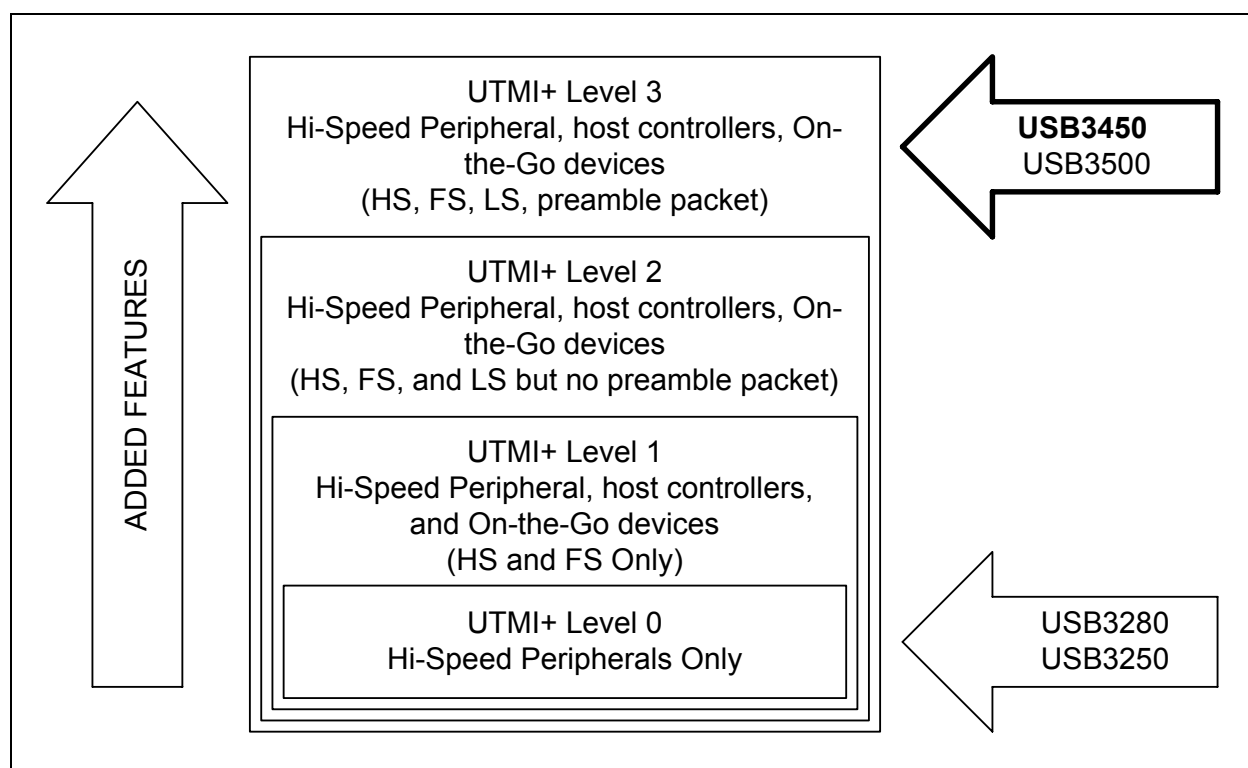 UTMI+ Level 3
Hi-Speed Peripheral, host controllers, On-
the-Go devices
(HS, FS, LS, preamble packet)
USB3450
USB3500
ADDED FEATURES
UTMI+ Level 2
Hi-Speed Peripheral, host controllers, On-
the-Go devices
(HS, FS, and LS but no preamble packet)
UTMI+ Level 1
Hi-Speed Peripheral, host controllers,
and On-the-Go devices
(HS and FS Only)
UTMI+ Level 0
Hi-Speed Peripherals Only
USB3280
USB3250